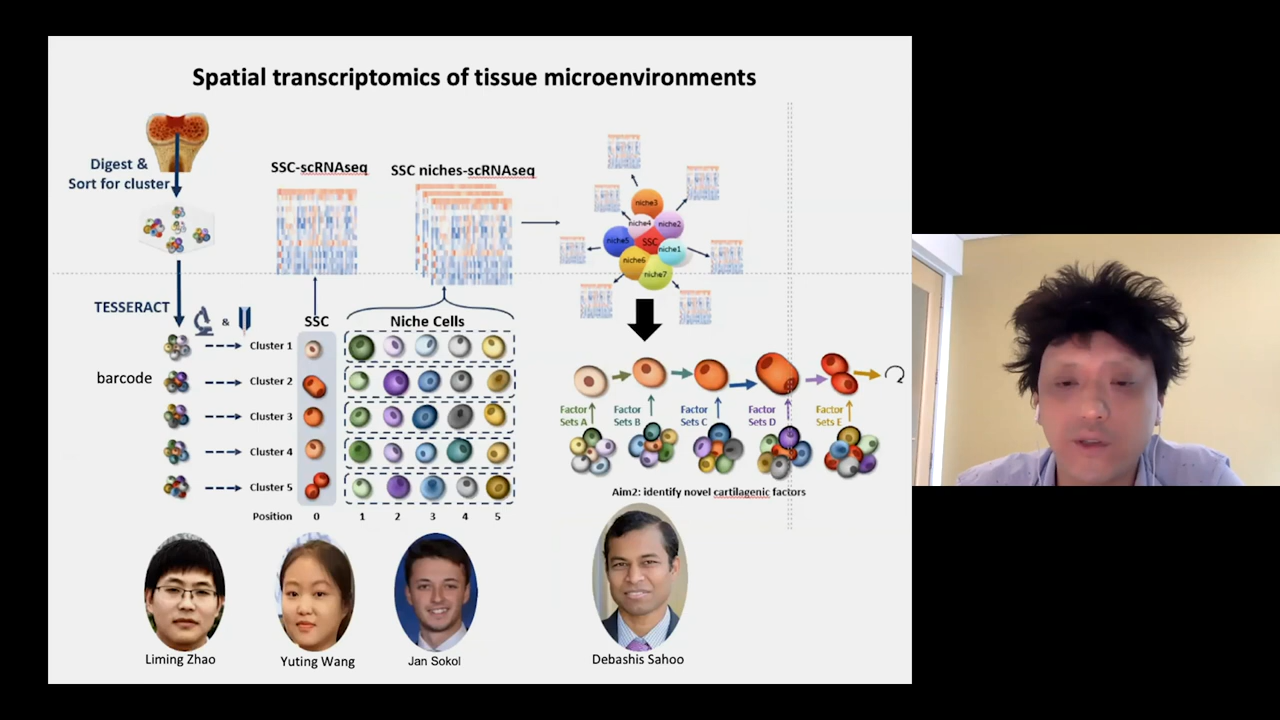 Spatial transcriptomics of tissue microenvironments
Digest &
Sort for cluster
SSC-scRNAseq
SSC niches-scRNAseq
niche3
niche4
niche2
niche5
SSC
niche1
niche6
niche7
TESSERACT
&
SSC
Niche Cells
barcode
Cluster 1
Cluster 2
Cluster 3
Cluster 4
Cluster 5
Position 0 1 2 3 4 5
Factor
Sets A
Factor
Sets B
Factor
Sets C
Factor
Sets D
Factor
Sets E
Aim2: identify novel cartilagenic factors
Liming Zhao
Yuting Wang
Jan Sokol
Debashis Sahoo